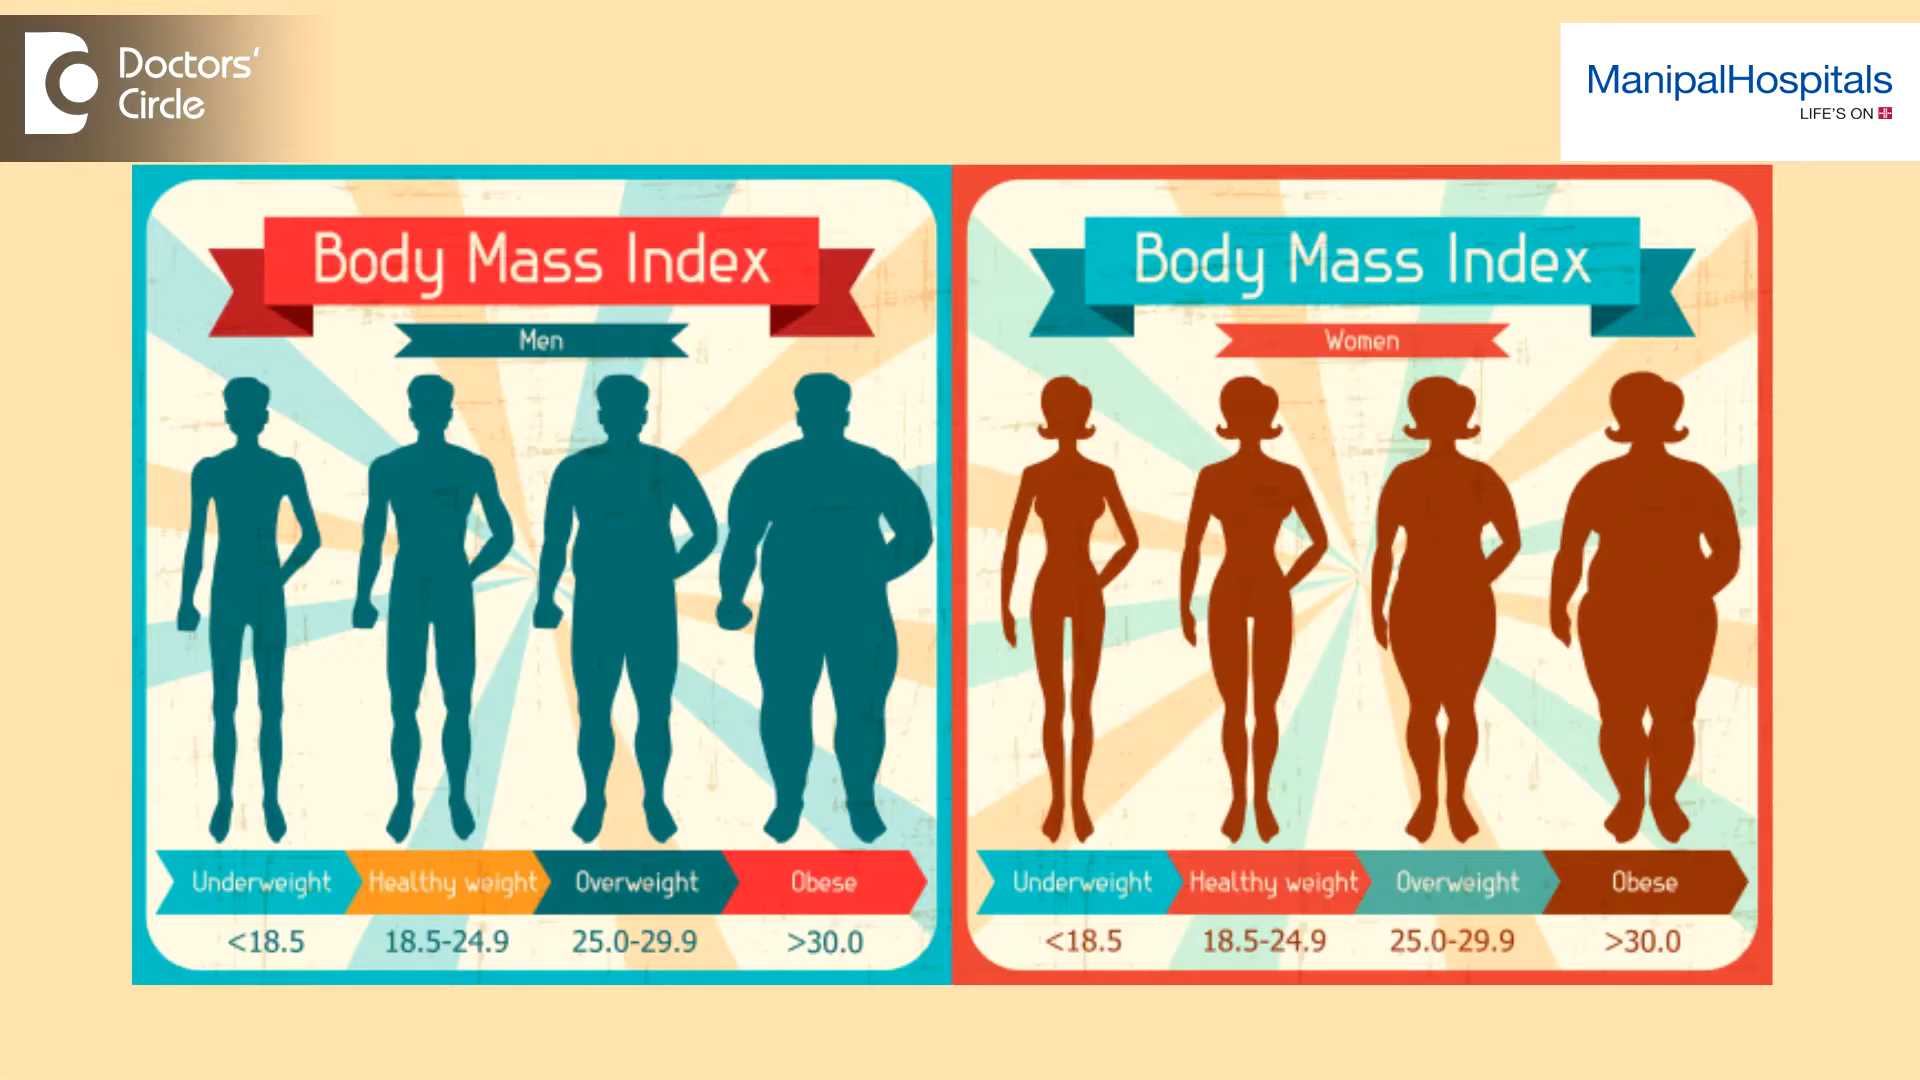 Doctors'
Circle
ManipalHospitals
LIFE'S ON
Body Mass Index
Men
Underweight
Healthy weight
Overweight
Obese
<18.5
18.5-24.9
25.0-29.9
>30.0
Body Mass Index
Women
Underweight
Healthy weight
Overweight
Obese
<18.5
18.5-24.9
25.0-29.9
>30.0